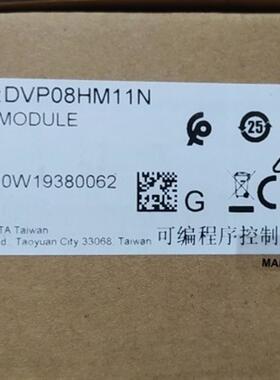 :DVP08HM11N
MODULE
25
0W19380062
G
TA Taiwan
d., Taoyuan City 33068, Taiwan
可编程序控制
MA